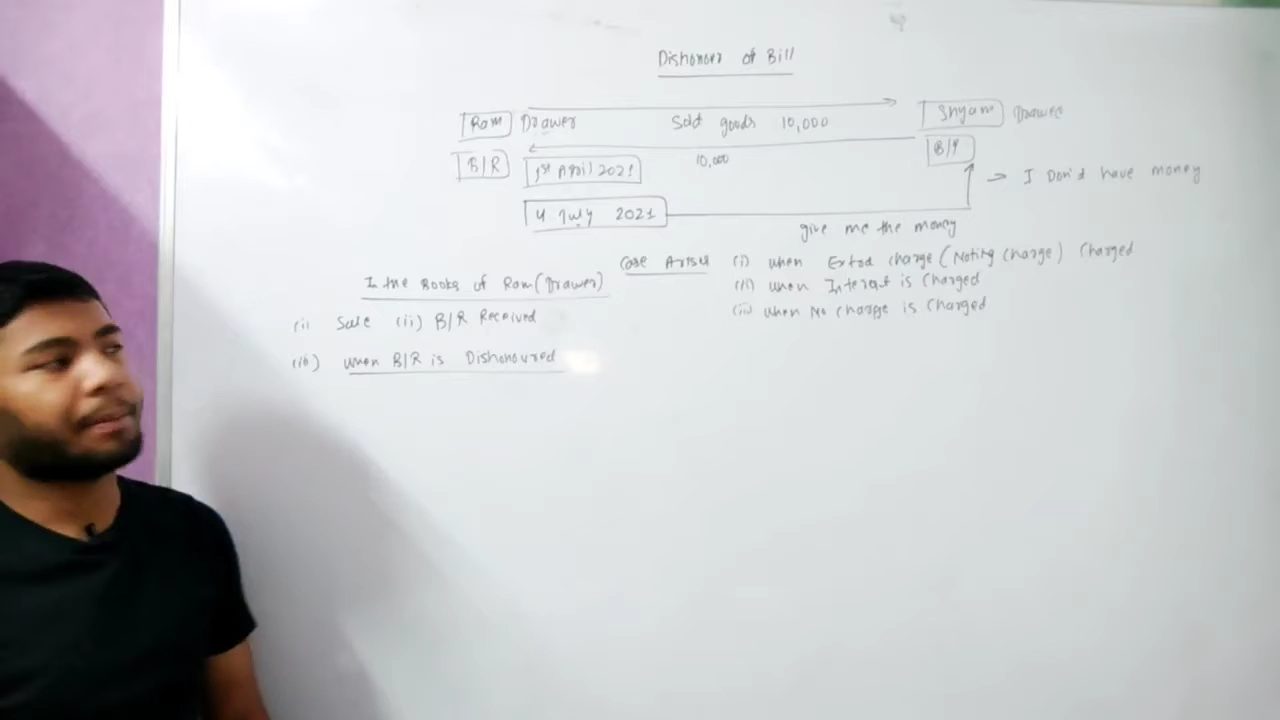 Dishonour of Bill
Ram Drawer Sold goods 10,000 Shyam Drawee
B/R 1st April 2021 10,000 B/P
I Don't have money
4 July 2021
give me the money
Case Arises (i) when Extra charge (Noting charge) charged
In the Books of Ram (Drawer) (ii) when Interest is charged
(i) Sale (ii) B/R Received (iii) when No charge is charged
(iii) when B/R is Dishonoured